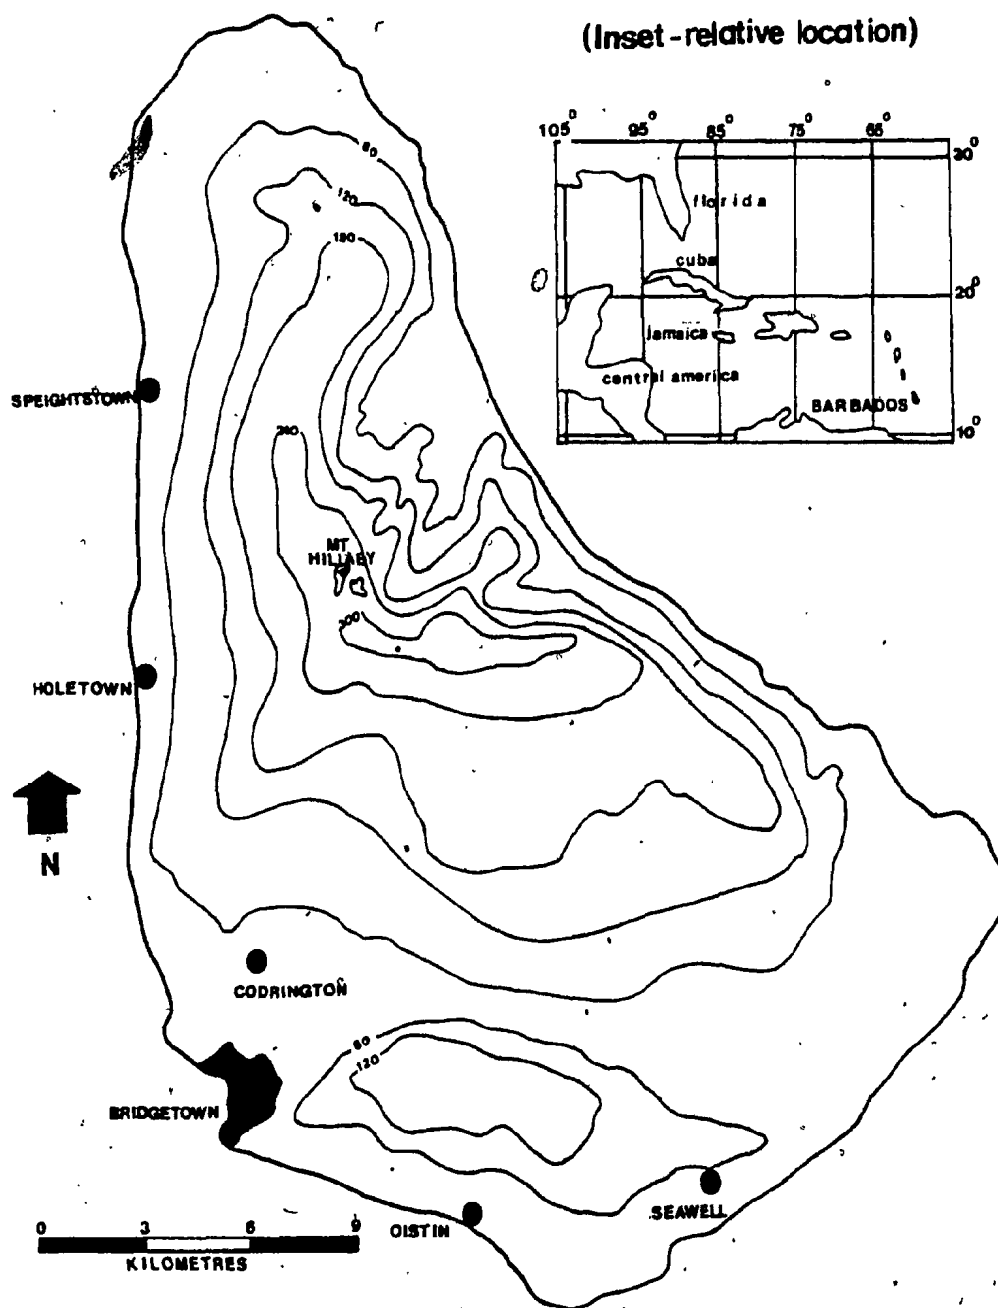 (Inset-relative location)
105° 95° 85° 75° 65°
30°
florida
cuba
20°
Jamaica
central america
BARBADOS
10°
60
120
180
SPEIGHTSTOWN
240
MT
HILLABY
300
HOLETOWN
N
CODRINGTON
60
120
BRIDGETOWN
SEAWELL
OISTIN
0 3 6 9
KILOMETRES